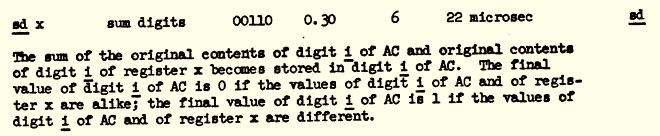 sd x sum digits 00110 0.30 6 22 microsec sd
The sum of the original contents of digit i of AC and original contents
of digit i of register x becomes stored in digit i of AC. The final
value of digit i of AC is 0 if the values of digit i of AC and of regis-
ter x are alike; the final value of digit i of AC is 1 if the values of
digit i of AC and of register x are different.